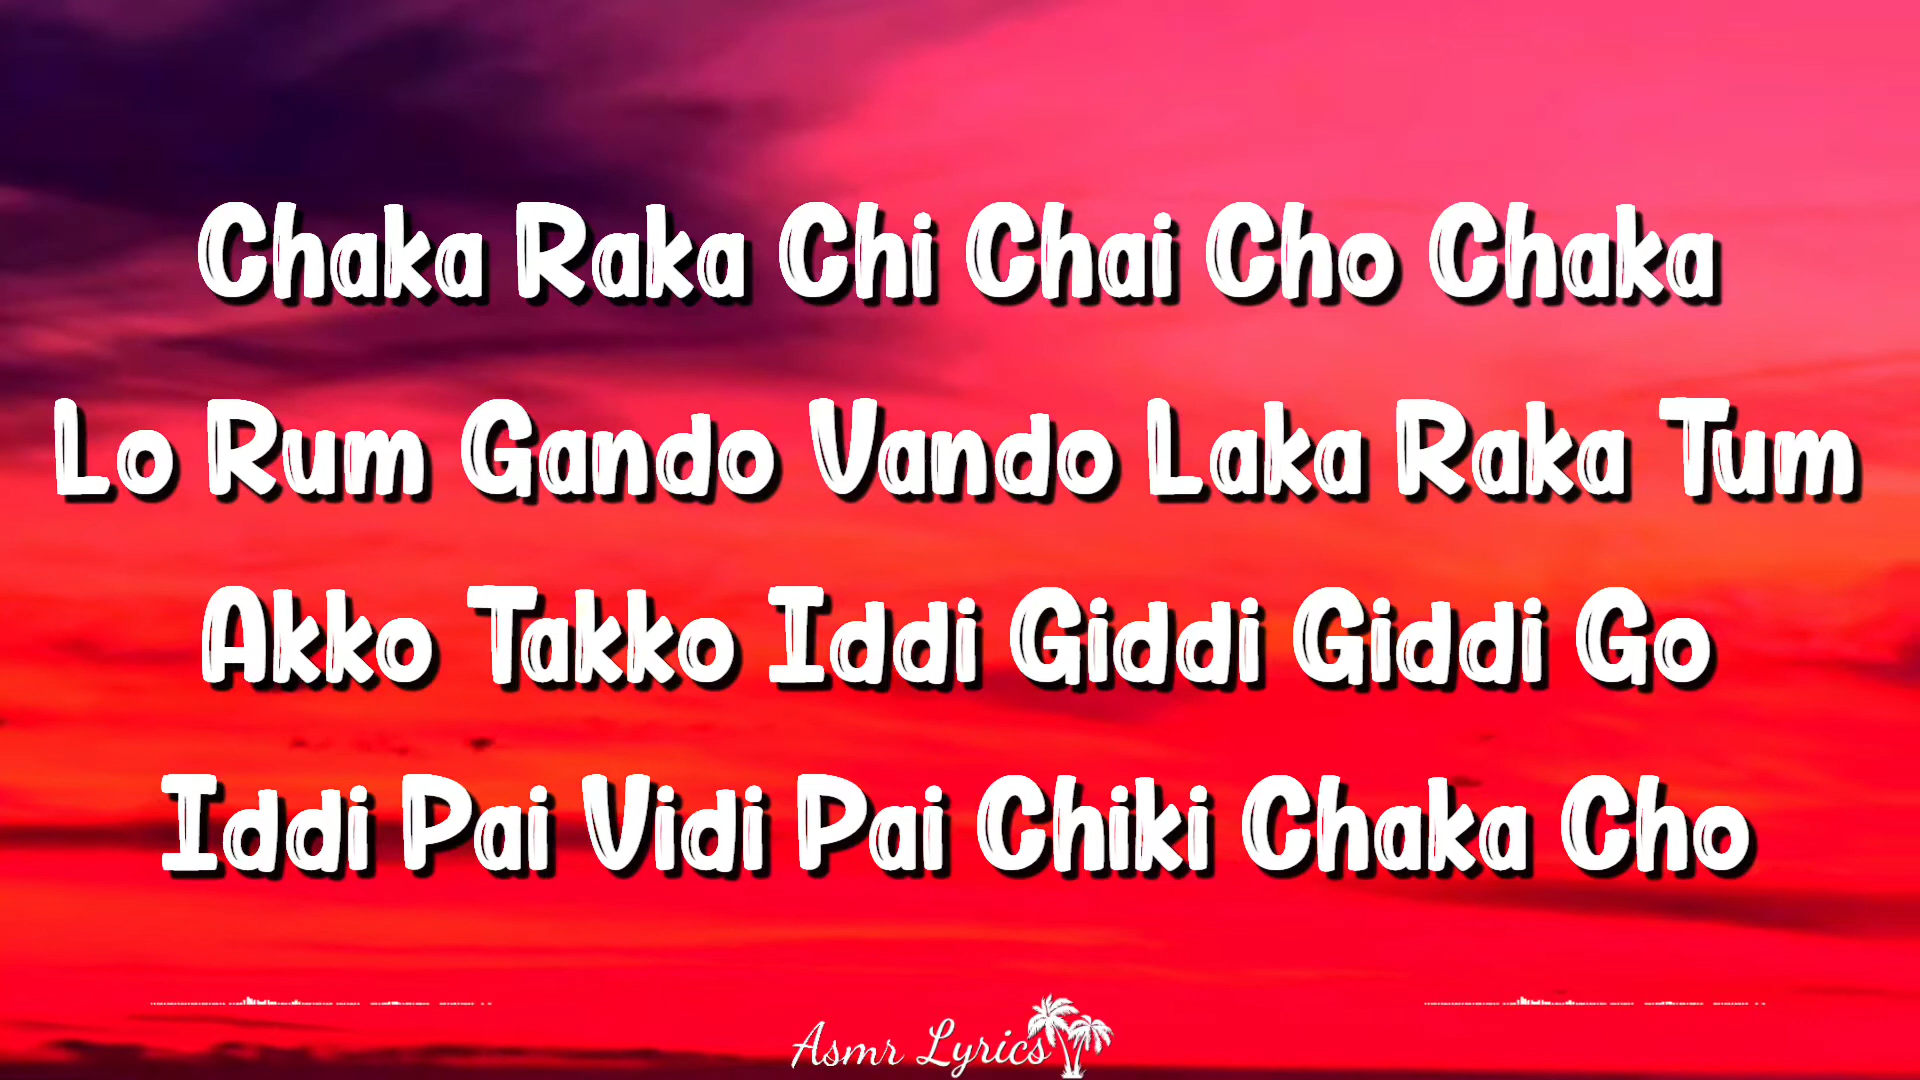 Chaka Raka Chi Chai Cho Chaka
Lo Rum Gando Vando Laka Raka Tum
Akko Takko Iddi Giddi Giddi Go
Iddi Pai Vidi Pai Chiki Chaka Cho
Asmr Lyrics